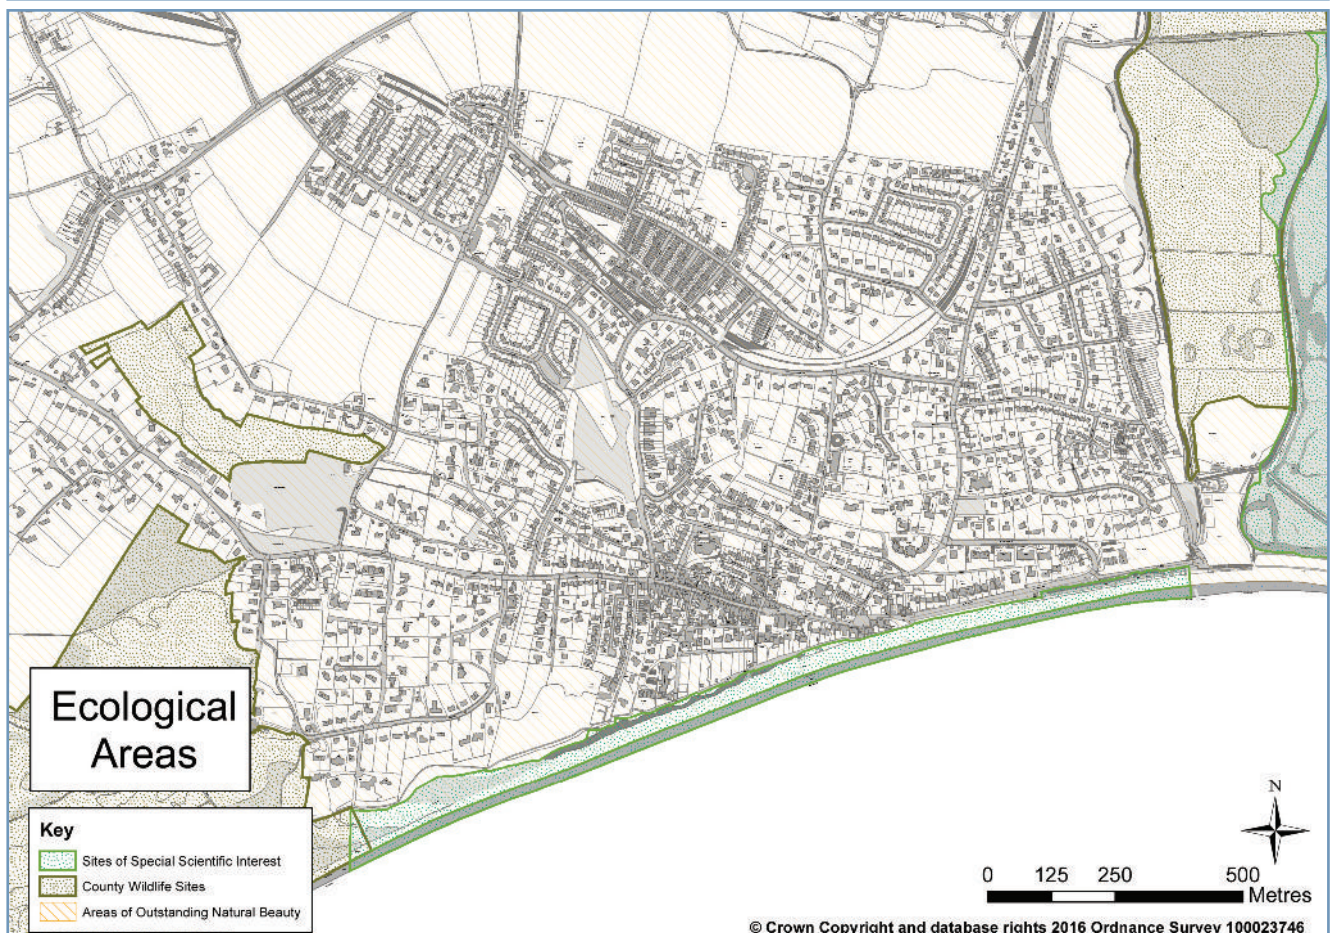 Ecological
Areas
Key
Sites of Special Scientific Interest
County Wildlife Sites
Areas of Outstanding Natural Beauty
N
0 125 250 500
Metres
© Crown Copyright and database rights 2016 Ordnance Survey 100023746